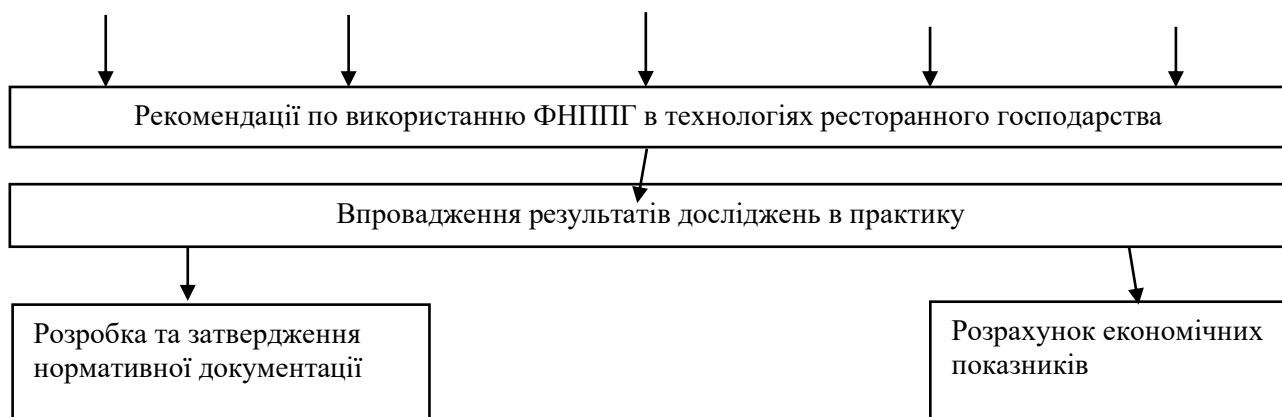 Рекомендації по використанню ФНППГ в технологіях ресторанного господарства
Впровадження результатів досліджень в практику
Розробка та затвердження
нормативної документації
Розрахунок економічних
показників